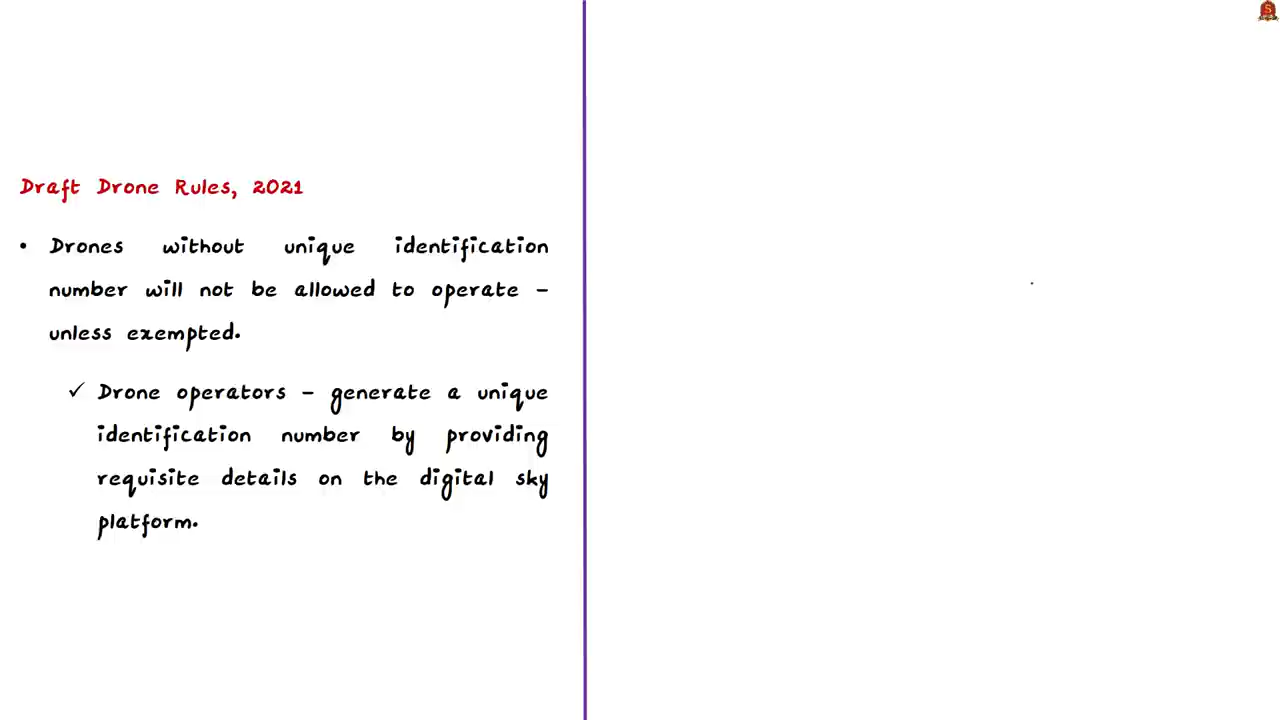 Draft Drone Rules, 2021
• Drones without unique identification
number will not be allowed to operate –
unless exempted.
✓ Drone operators – generate a unique
identification number by providing
requisite details on the digital sky
platform.
S